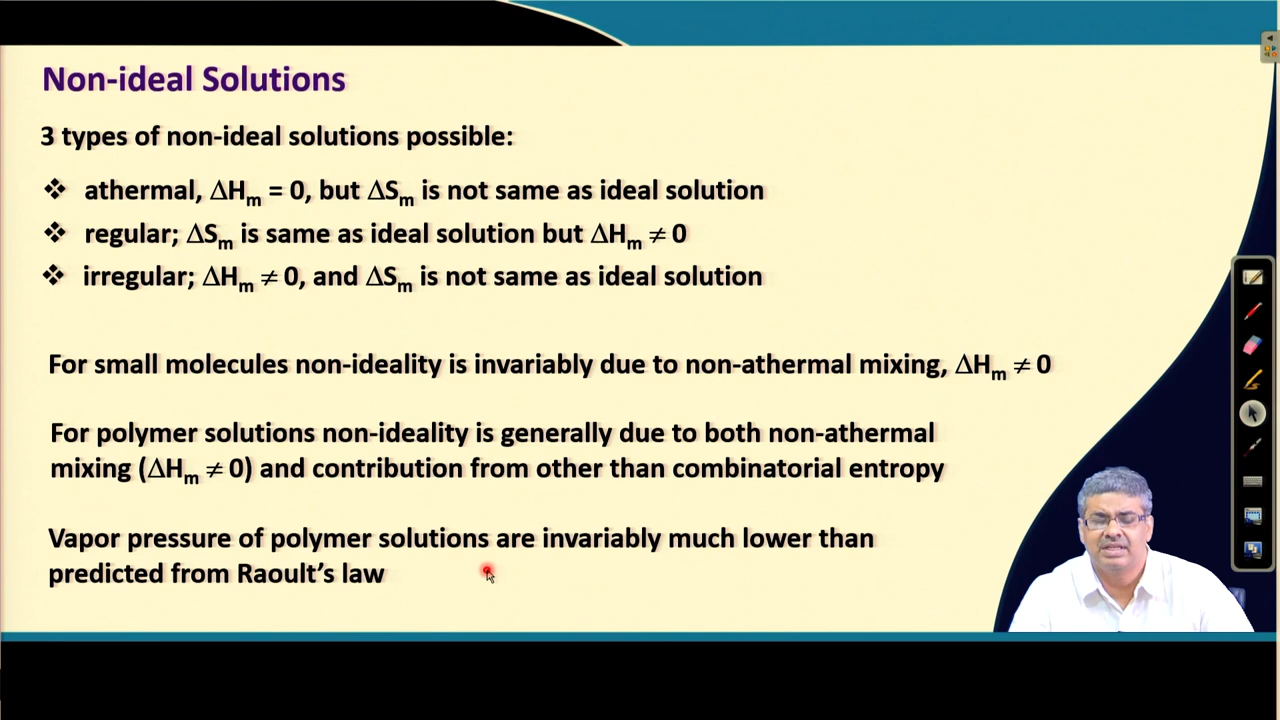 Non-ideal Solutions
3 types of non-ideal solutions possible:
❖ athermal, ΔHm = 0, but ΔSm is not same as ideal solution
❖ regular; ΔSm is same as ideal solution but ΔHm ≠ 0
❖ irregular; ΔHm ≠ 0, and ΔSm is not same as ideal solution
For small molecules non-ideality is invariably due to non-athermal mixing, ΔHm ≠ 0
For polymer solutions non-ideality is generally due to both non-athermal
mixing (ΔHm ≠ 0) and contribution from other than combinatorial entropy
Vapor pressure of polymer solutions are invariably much lower than
predicted from Raoult’s law